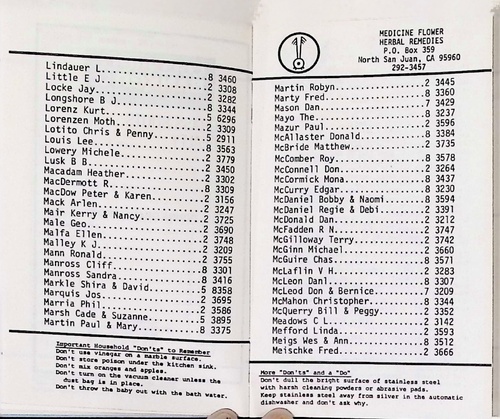 Lindauer L..................8 3460
Little E J..................2 3308
Locke Jay..................2 3282
Longshore B J..................8 3344
Lorenz Kurt..................5 6296
Lorenzen Moth..................2 3309
Lotito Chris & Penny..................5 2911
Louis Lee..................8 3563
Lowery Michele..................2 3779
Lusk B B..................2 3450
Macadam Heather..................2 3302
MacDermott R..................8 3309
MacDow Peter & Karen..................2 3156
Mack Arlen..................2 3247
Mair Kerry & Nancy..................2 3725
Male Geo..................2 3690
Malfa Ellen..................2 3748
Malley K J..................2 3209
Mann Ronald..................2 3755
Manross Cliff..................8 3301
Manross Sandra..................8 3416
Markle Shira & David..................5 8358
Marquis Jos..................2 3695
Marria Phil..................2 3586
Marsh Cade & Suzanne..................5 3895
Martin Paul & Mary..................8 3375
Important Household "Don'ts" to Remember
Don't use vinegar on a marble surface.
Don't store poison under the kitchen sink.
Don't mix oranges and apples.
Don't turn on the vacuum cleaner unless the
dust bag is in place.
Don't throw the baby out with the bath water.
MEDICINE FLOWER
HERBAL REMEDIES
P.O. Box 359
North San Juan, CA 95960
292-3457
Martin Robyn..................2 3445
Marty Fred..................8 3360
Mason Dan..................7 3429
Mayo The..................8 3237
Mazur Paul..................2 3596
McAllaster Donald..................8 3384
McBride Matthew..................2 3735
McComber Roy..................8 3578
McConnell Don..................2 3264
McCormick Mona..................8 3437
McCurry Edgar..................8 3230
McDaniel Bobby & Naomi..................8 3594
McDaniel Regie & Debi..................2 3391
McDonald Dan..................2 3212
McFadden R N..................2 3747
McGilloway Terry..................2 3742
McGinn Michael..................2 3660
McGuire Chas..................8 3571
McLaflin V H..................2 3283
McLeon Danl..................8 3307
McLeod Don & Bernice..................7 3209
McMahon Christopher..................8 3344
McQuerry Bill & Peggy..................2 3352
Meadows C L..................2 3142
Mefford Linda..................2 3593
Meigs Wes & Ann..................8 3512
Meischke Fred..................2 3666
More "Don'ts" and a "Do"
Don't dull the bright surface of stainless steel
with harsh cleaning powders or abrasive pads.
Keep stainless steel away from silver in the automatic
dishwasher and don't ask why.